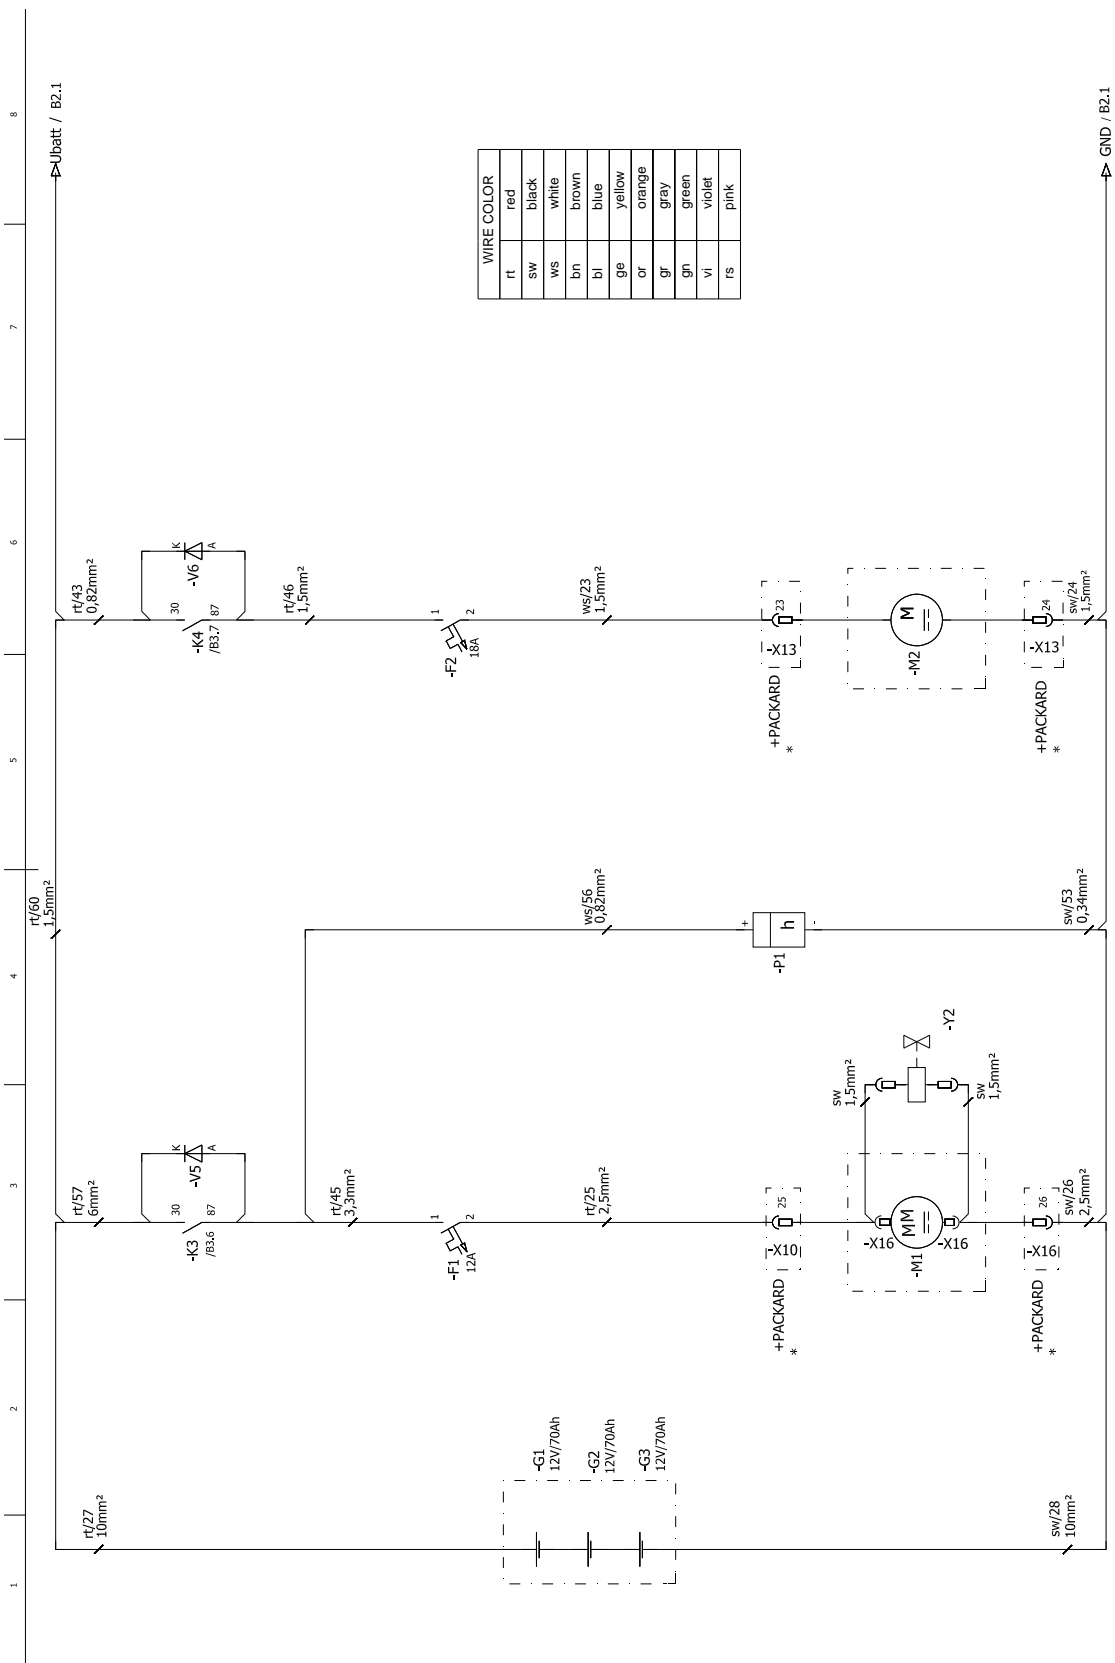 1
2
3
4
5
6
7
8
Ubatt / B2.1
GND / B2.1
rt/27
10mm²
-G1
12V/70Ah
-G2
12V/70Ah
-G3
12V/70Ah
sw/28
10mm²
rt/57
6mm²
-K3
/B3.6
30
87
-V5
K
A
rt/45
3,3mm²
-F1
12A
1
2
rt/25
2,5mm²
+PACKARD
*
-X10
25
-X16
MM
-X16
-M1
sw
1,5mm²
sw
1,5mm²
-Y2
+PACKARD
*
-X16
26
sw/26
2,5mm²
rt/60
1,5mm²
ws/56
0,82mm²
+
h
-
-P1
sw/53
0,34mm²
rt/43
0,82mm²
-K4
/B3.7
30
87
-V6
K
A
rt/46
1,5mm²
-F2
18A
1
2
ws/23
1,5mm²
+PACKARD
*
-X13
23
M
-M2
+PACKARD
*
-X13
24
sw/24
1,5mm²
WIRE COLOR
rt red
sw black
ws white
bn brown
bl blue
ge yellow
or orange
gr gray
gn green
vi violet
rs pink